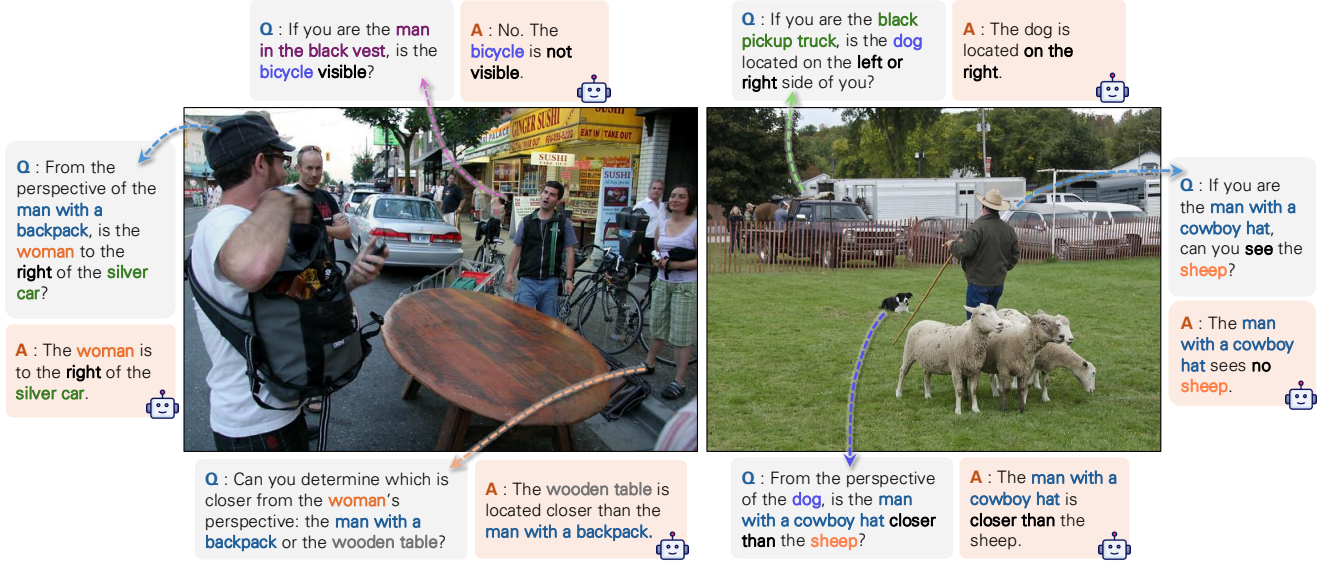 Q : If you are the man
in the black vest, is the
bicycle visible?
A : No. The
bicycle is not
visible.
Q : If you are the black
pickup truck, is the dog
located on the left or
right side of you?
A : The dog is
located on the
right.
Q : From the
perspective of the
man with a
backpack, is the
woman to the
right of the silver
car?
A : The woman is
to the right of the
silver car.
PALACE
GINGER SUSHI
SUSHI
EAT IN / TAKE OUT
SUSHI
SUSHI
Q : If you are
the man with a
cowboy hat,
can you see the
sheep?
A : The man
with a cowboy
hat sees no
sheep.
Q : Can you determine which is
closer from the woman's
perspective: the man with a
backpack or the wooden table?
A : The wooden table is
located closer than the
man with a backpack.
Q : From the perspective
of the dog, is the man
with a cowboy hat closer
than the sheep?
A : The man with a
cowboy hat is
closer than the
sheep.